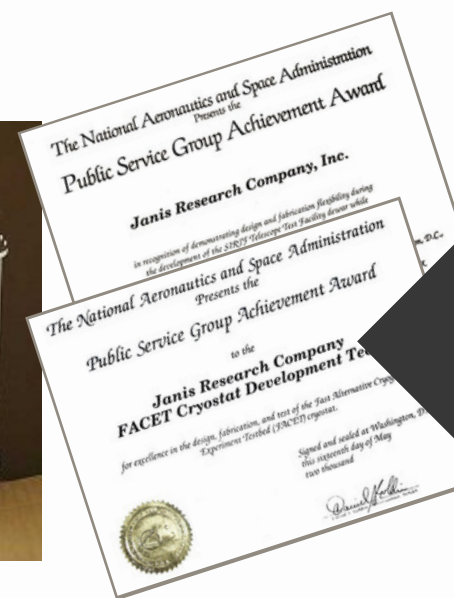 The National Aeronautics and Space Administration
Presents the
Public Service Group Achievement Award
Janis Research Company, Inc.
in recognition of demonstrating design and fabrication flexibility during
the development of the SIRTF Telescope Test Facility dewar while
n, D.C.,
The National Aeronautics and Space Administration
Presents the
Public Service Group Achievement Award
to the
Janis Research Company
FACET Cryostat Development Te
for excellence in the design, fabrication, and test of the Fast Alternative Cryog
Experiment Testbed (FACET) cryostat.
Signed and sealed at Washington, D
this sixteenth day of May
two thousand